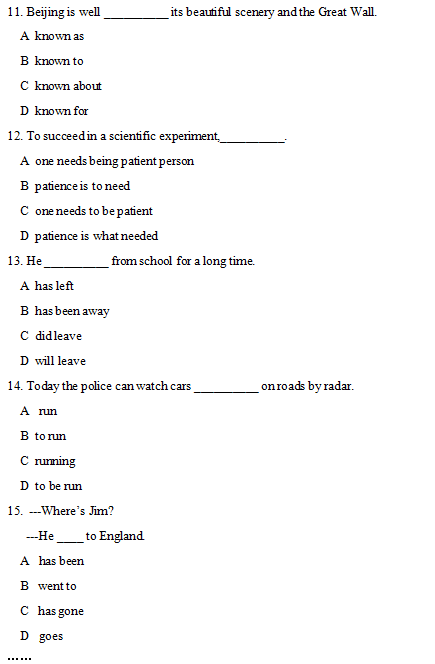 11. Beijing is well __________ its beautiful scenery and the Great Wall.
A known as
B known to
C known about
D known for
12. To succeed in a scientific experiment,__________.
A one needs being patient person
B patience is to need
C one needs to be patient
D patience is what needed
13. He __________ from school for a long time.
A has left
B has been away
C did leave
D will leave
14. Today the police can watch cars __________ on roads by radar.
A run
B to run
C running
D to be run
15. ---Where’s Jim?
---He ____ to England.
A has been
B went to
C has gone
D goes
……